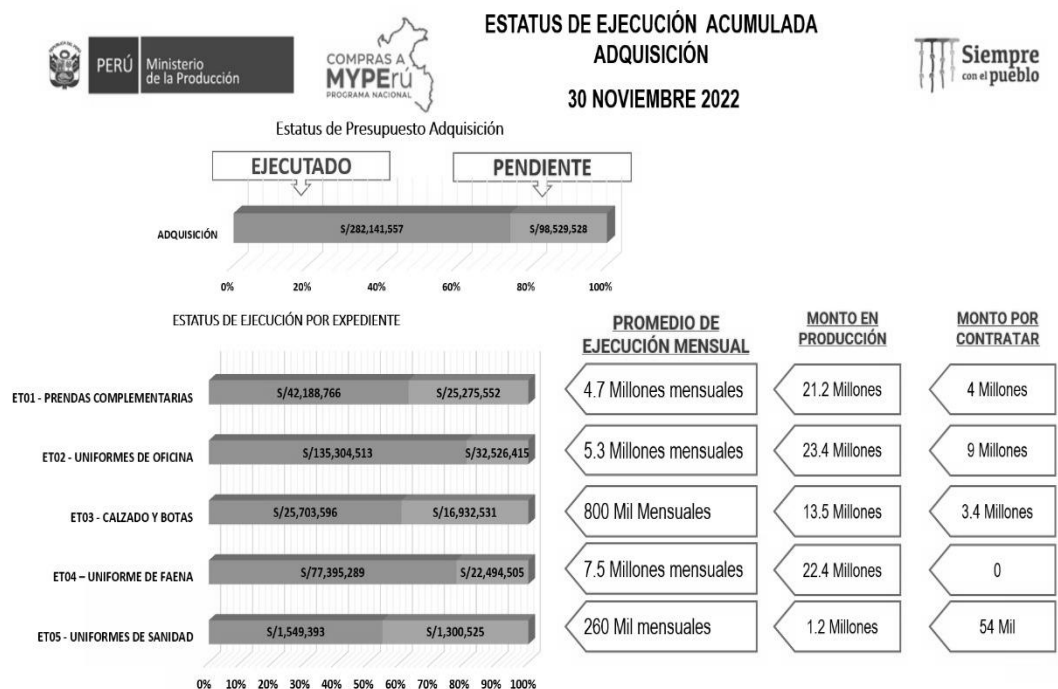 ESTATUS DE EJECUCIÓN ACUMULADA
ADQUISICIÓN
30 NOVIEMBRE 2022
PERÚ
Ministerio
de la Producción
COMPRAS A
MYPErú
PROGRAMA NACIONAL
Siempre
con el pueblo
Estatus de Presupuesto Adquisición
EJECUTADO
PENDIENTE
ADQUISICIÓN
S/282,141,557
S/98,529,528
0% 20% 40% 60% 80% 100%
ESTATUS DE EJECUCIÓN POR EXPEDIENTE
PROMEDIO DE
EJECUCIÓN MENSUAL
MONTO EN
PRODUCCIÓN
MONTO POR
CONTRATAR
ET01 - PRENDAS COMPLEMENTARIAS
S/42,188,766
S/25,275,552
4.7 Millones mensuales
21.2 Millones
4 Millones
ET02 - UNIFORMES DE OFICINA
S/135,304,513
S/32,526,415
5.3 Millones mensuales
23.4 Millones
9 Millones
ET03 - CALZADO Y BOTAS
S/25,703,596
S/16,932,531
800 Mil Mensuales
13.5 Millones
3.4 Millones
ET04 – UNIFORME DE FAENA
S/77,395,289
S/22,494,505
7.5 Millones mensuales
22.4 Millones
0
ET05 - UNIFORMES DE SANIDAD
S/1,549,393
S/1,300,525
260 Mil mensuales
1.2 Millones
54 Mil
0% 10% 20% 30% 40% 50% 60% 70% 80% 90% 100%